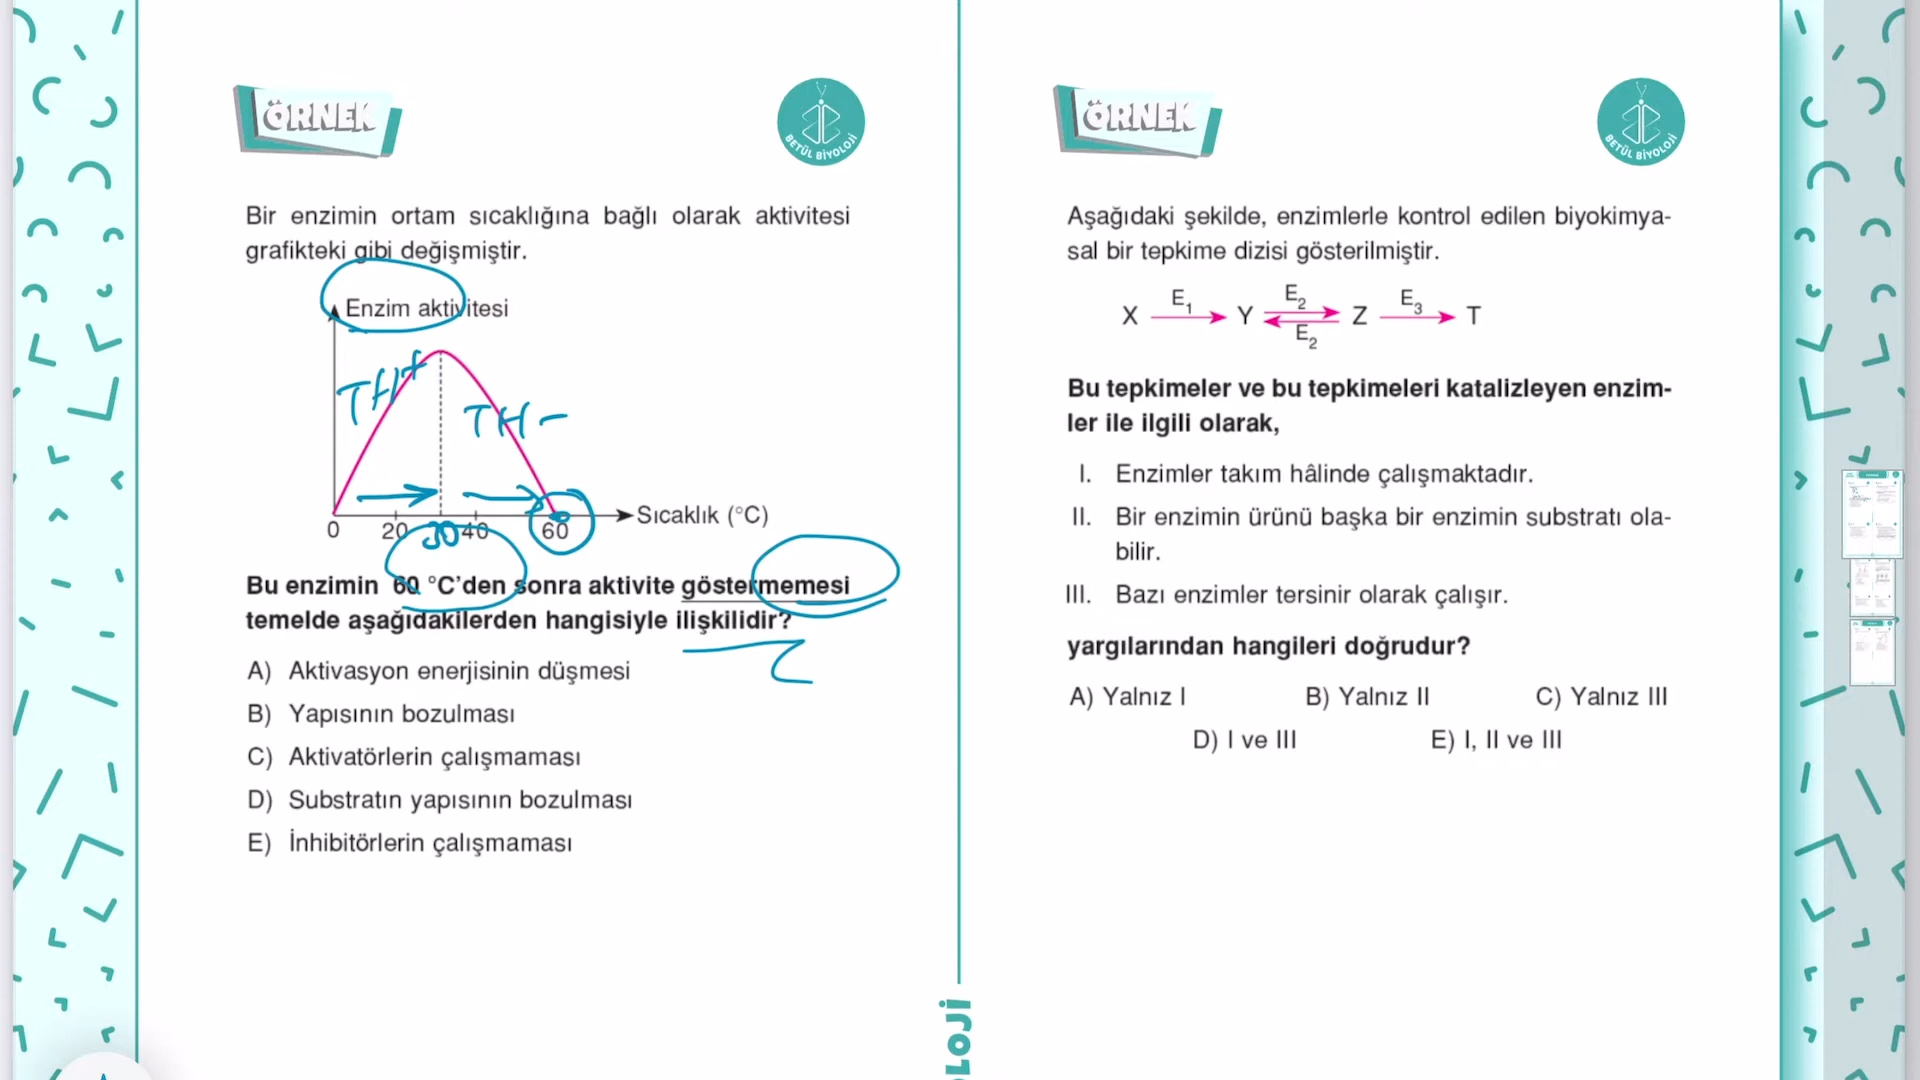 ÖRNEK
BETÜL BİYOLOJİ
Bir enzimin ortam sıcaklığına bağlı olarak aktivitesi
grafikteki gibi değişmiştir.
Enzim aktivitesi
TH+
TH-
0 20 30 40 60 Sıcaklık (°C)
Bu enzimin 60 °C'den sonra aktivite göstermemesi
temelde aşağıdakilerden hangisiyle ilişkilidir?
A) Aktivasyon enerjisinin düşmesi
B) Yapısının bozulması
C) Aktivatörlerin çalışmaması
D) Substratın yapısının bozulması
E) İnhibitörlerin çalışmaması
ÖRNEK
BETÜL BİYOLOJİ
Aşağıdaki şekilde, enzimlerle kontrol edilen biyokimya-
sal bir tepkime dizisi gösterilmiştir.
E1 E2 E3
X Y Z T
E2
Bu tepkimeler ve bu tepkimeleri katalizleyen enzim-
ler ile ilgili olarak,
I. Enzimler takım hâlinde çalışmaktadır.
II. Bir enzimin ürünü başka bir enzimin substratı ola-
bilir.
III. Bazı enzimler tersinir olarak çalışır.
yargılarından hangileri doğrudur?
A) Yalnız I B) Yalnız II C) Yalnız III
D) I ve III E) I, II ve III
LOJİ